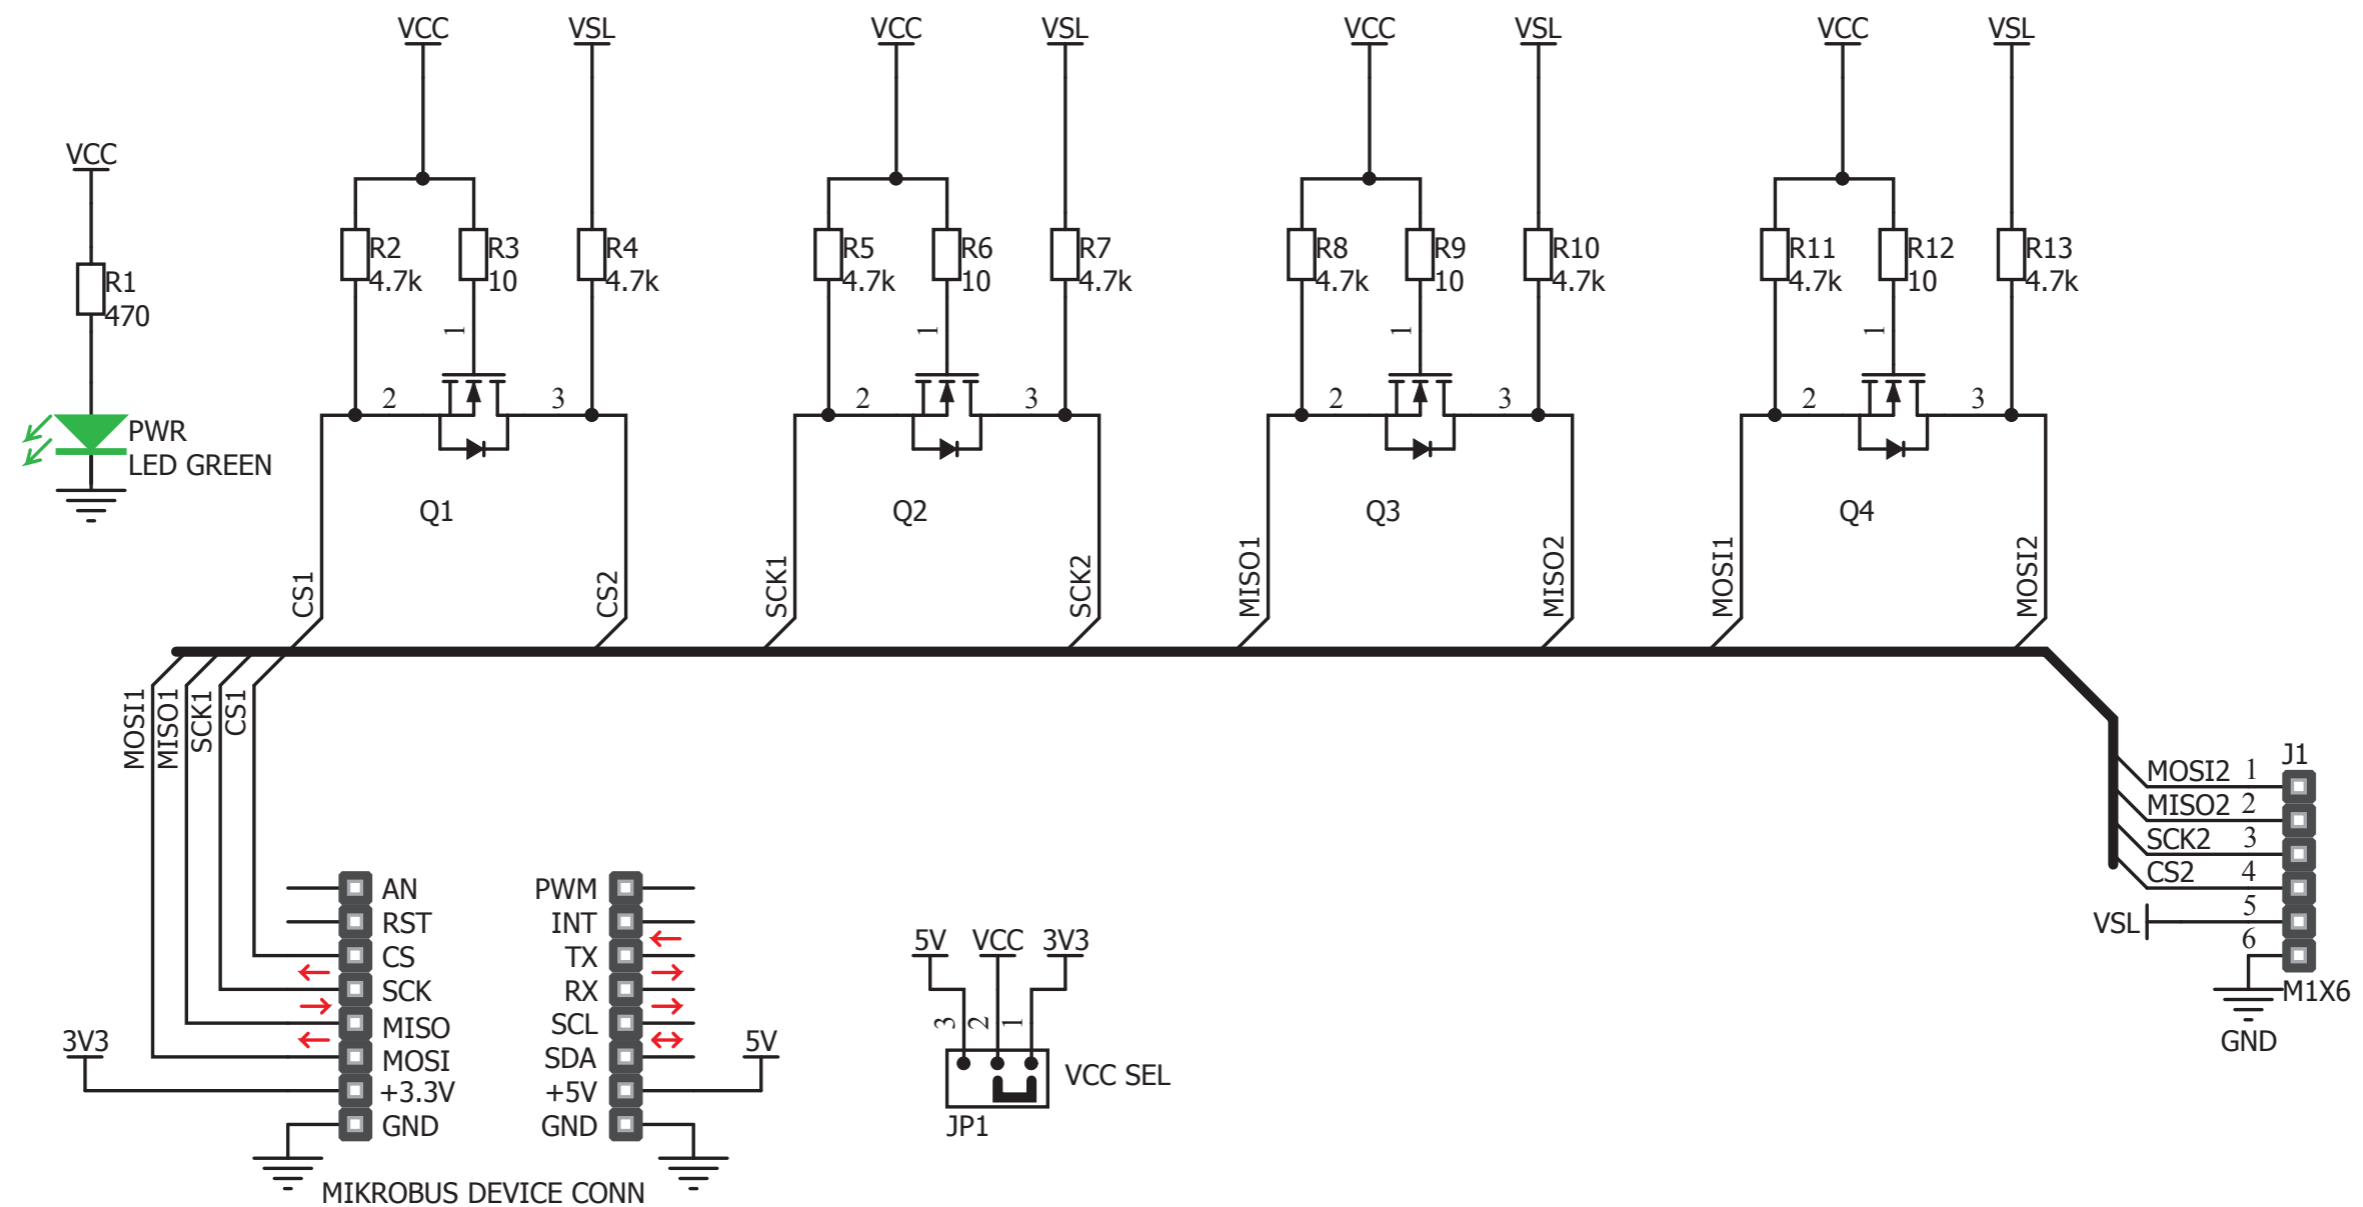 VCC
VSL
VCC
VSL
VCC
VSL
VCC
VSL
VCC
R1
470
PWR
LED GREEN
R2
4.7k
R3
10
R4
4.7k
1
2
3
Q1
CS1
CS2
R5
4.7k
R6
10
R7
4.7k
1
2
3
Q2
SCK1
SCK2
R8
4.7k
R9
10
R10
4.7k
1
2
3
Q3
MISO1
MISO2
R11
4.7k
R12
10
R13
4.7k
1
2
3
Q4
MOSI1
MOSI2
MOSI1
MISO1
SCK1
CS1
AN
RST
CS
SCK
MISO
MOSI
+3.3V
GND
3V3
PWM
INT
TX
RX
SCL
SDA
+5V
GND
5V
MIKROBUS DEVICE CONN
5V
VCC
3V3
3
2
1
VCC SEL
JP1
J1
MOSI2 1
MISO2 2
SCK2 3
CS2 4
VSL 5
6
M1X6
GND